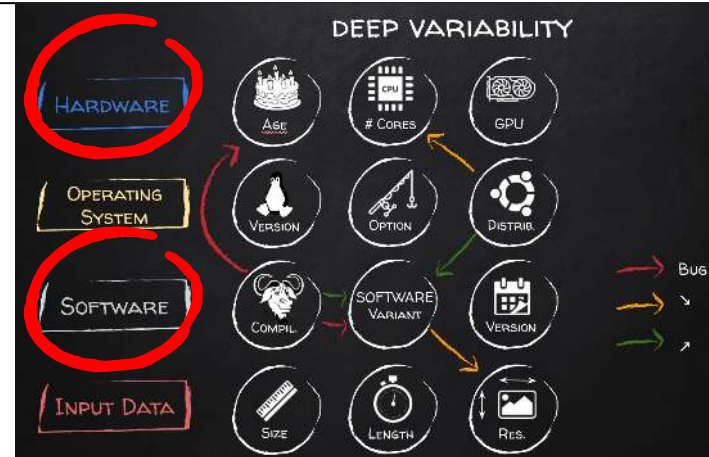 DEEP VARIABILITY
HARDWARE
AGE
CPU
# CORES
GPU
OPERATING
SYSTEM
VERSION
OPTION
DISTRIB.
SOFTWARE
COMPIL.
SOFTWARE
VARIANT
VERSION
BUG
INPUT DATA
SIZE
LENGTH
RES.